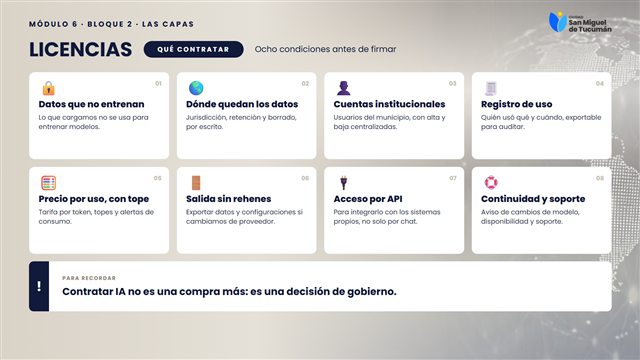 MÓDULO 6 · BLOQUE 2 · LAS CAPAS
CIUDAD
San Miguel
de Tucumán
LICENCIAS
QUÉ CONTRATAR
Ocho condiciones antes de firmar
01
Datos que no entrenan
Lo que cargamos no se usa para
entrenar modelos.
02
Dónde quedan los datos
Jurisdicción, retención y borrado,
por escrito.
03
Cuentas institucionales
Usuarios del municipio, con alta y
baja centralizadas.
04
Registro de uso
Quién usó qué y cuándo, exportable
para auditar.
05
Precio por uso, con tope
Tarifa por token, topes y alertas de
consumo.
06
Salida sin rehenes
Exportar datos y configuraciones si
cambiamos de proveedor.
07
Acceso por API
Para integrarlo con los sistemas
propios, no solo por chat.
08
Continuidad y soporte
Aviso de cambios de modelo,
disponibilidad y soporte.
!
PARA RECORDAR
Contratar IA no es una compra más: es una decisión de gobierno.